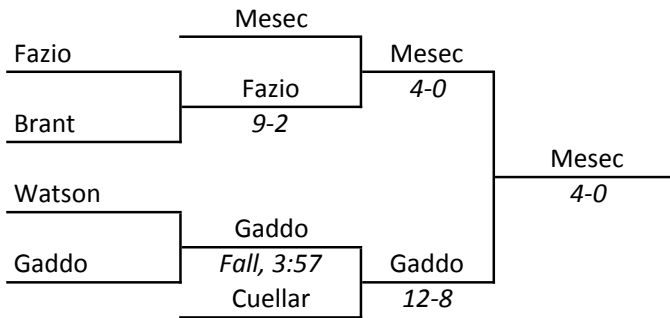 Mesec
Fazio Mesec
Fazio 4-0
Brant 9-2
Mesec
Watson 4-0
Gaddo
Gaddo Fall, 3:57 Gaddo
Cuellar 12-8